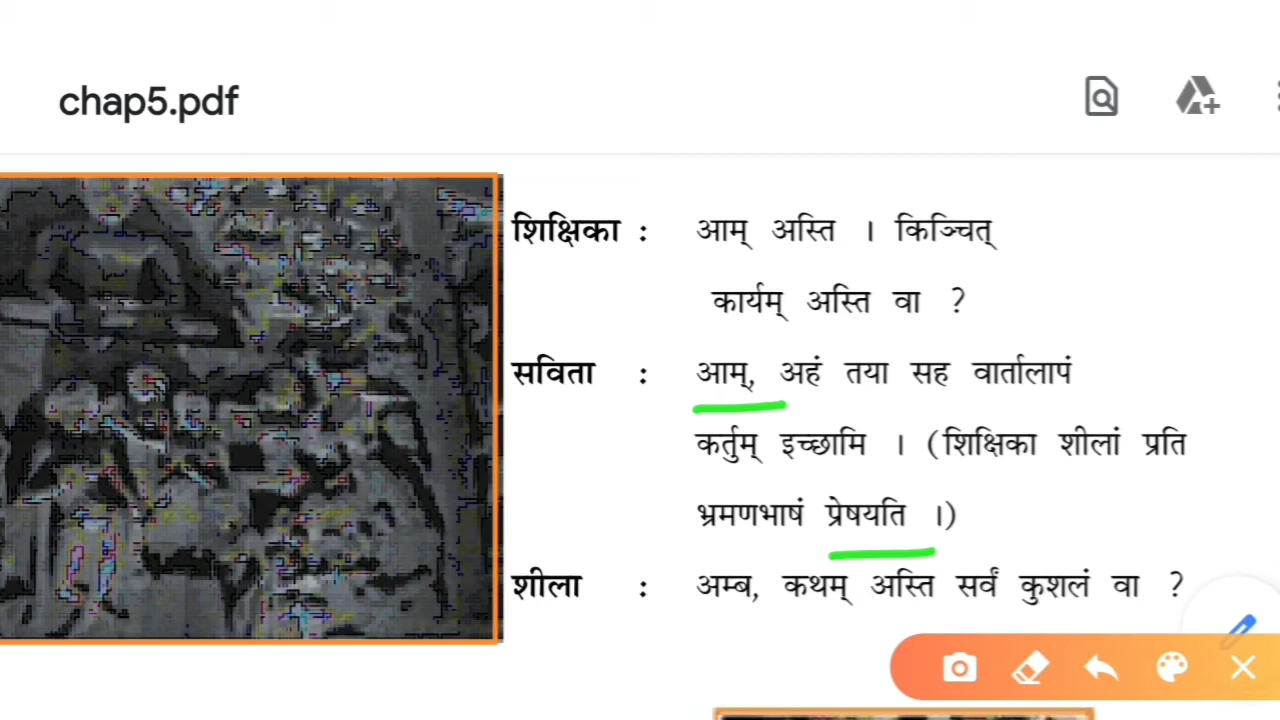 chap5.pdf
शिक्षिका : आम् अस्ति । किञ्चित्
कार्यम् अस्ति वा ?
सविता : आम्, अहं तया सह वार्तालापं
कर्तुम् इच्छामि । (शिक्षिका शीलां प्रति
भ्रमणभाषं प्रेषयति ।)
शीला : अम्ब, कथम् अस्ति सर्वं कुशलं वा ?